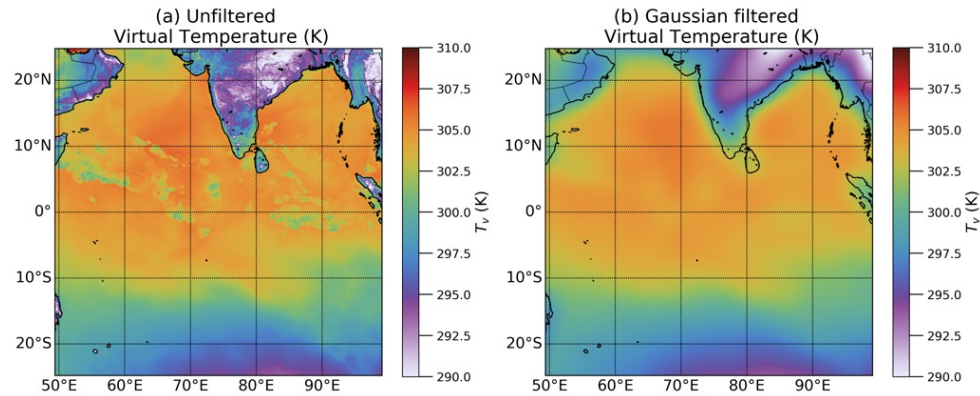 (a) Unfiltered
Virtual Temperature (K)
20°N
10°N
0°
10°S
20°S
50°E 60°E 70°E 80°E 90°E
310.0
307.5
305.0
302.5
300.0
297.5
295.0
292.5
290.0
Tᵥ (K)
(b) Gaussian filtered
Virtual Temperature (K)
20°N
10°N
0°
10°S
20°S
50°E 60°E 70°E 80°E 90°E
310.0
307.5
305.0
302.5
300.0
297.5
295.0
292.5
290.0
Tᵥ (K)